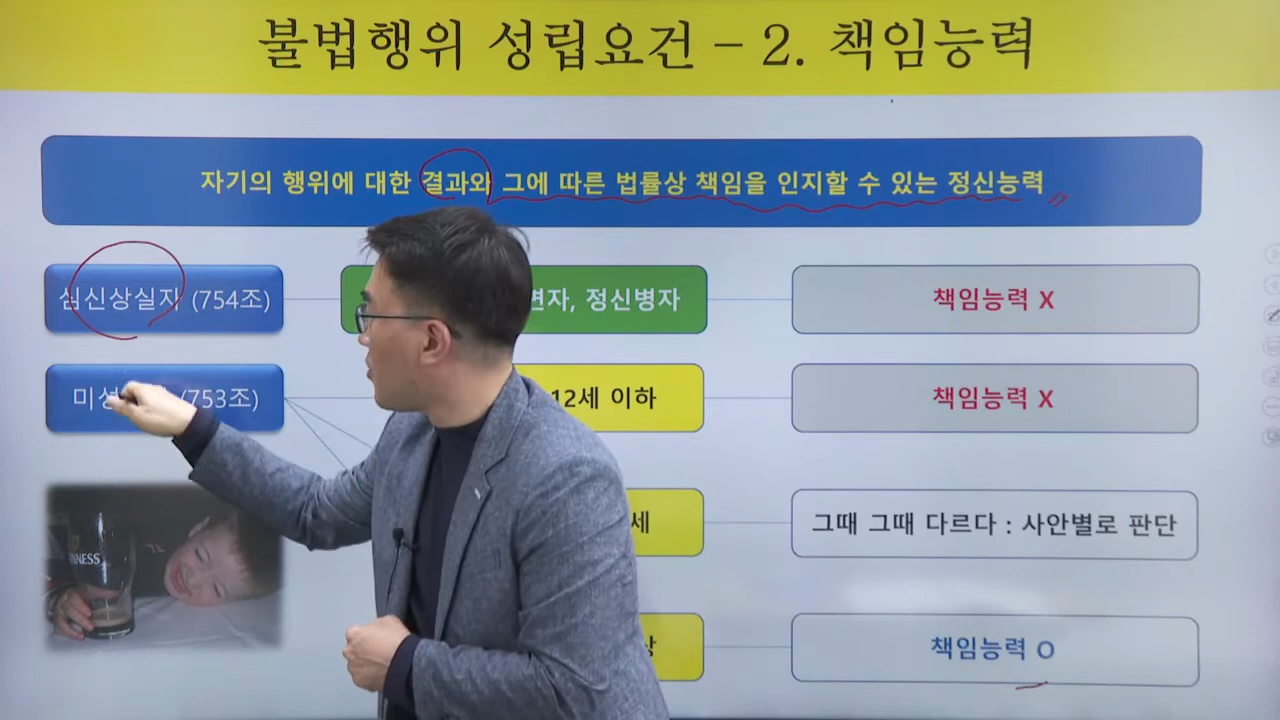 불법행위 성립요건 – 2. 책임능력
자기의 행위에 대한 결과와 그에 따른 법률상 책임을 인지할 수 있는 정신능력
심신상실자 (754조)
정신병자
책임능력 X
(753조)
12세 이하
책임능력 X
세
그때 그때 다르다 : 사안별로 판단
책임능력 O